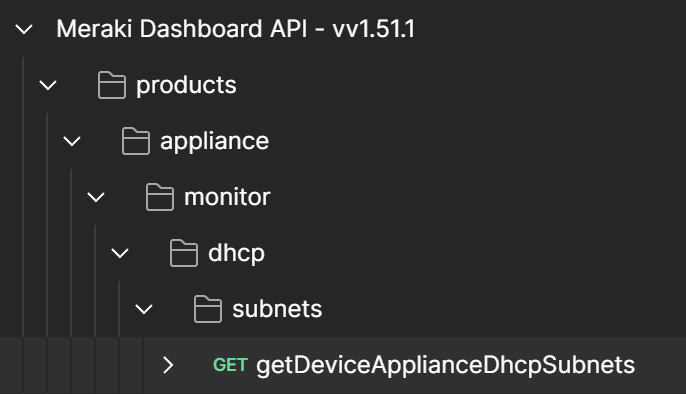 Meraki Dashboard API - vv1.51.1
products
appliance
monitor
dhcp
subnets
GET getDeviceApplianceDhcpSubnets